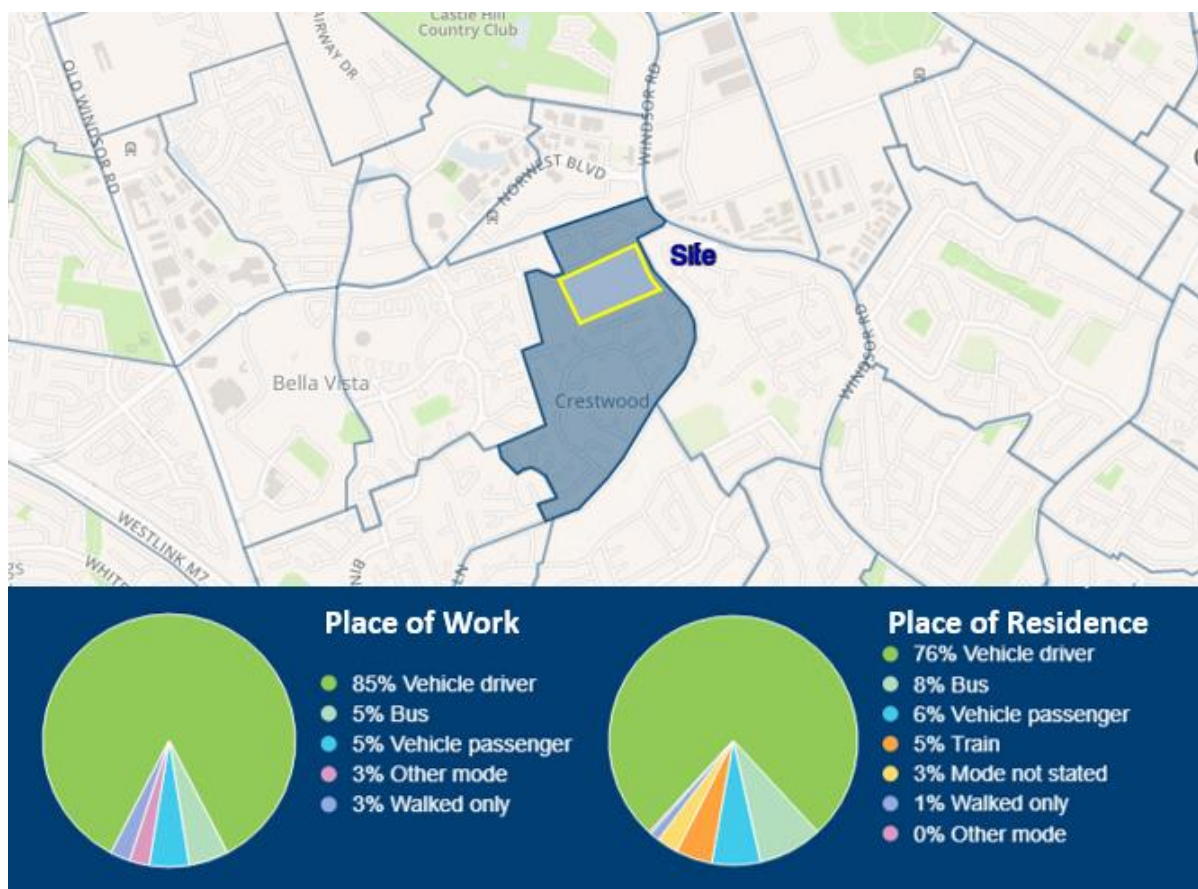 Castle Hill
Country Club
AIRWAY DR
OLD WINDSOR RD
WINDSOR RD
NORWEST BLVD
Site
Bella Vista
Crestwood
WINDSOR RD
WESTLINK M7
Place of Work
85% Vehicle driver
5% Bus
5% Vehicle passenger
3% Other mode
3% Walked only
Place of Residence
76% Vehicle driver
8% Bus
6% Vehicle passenger
5% Train
3% Mode not stated
1% Walked only
0% Other mode